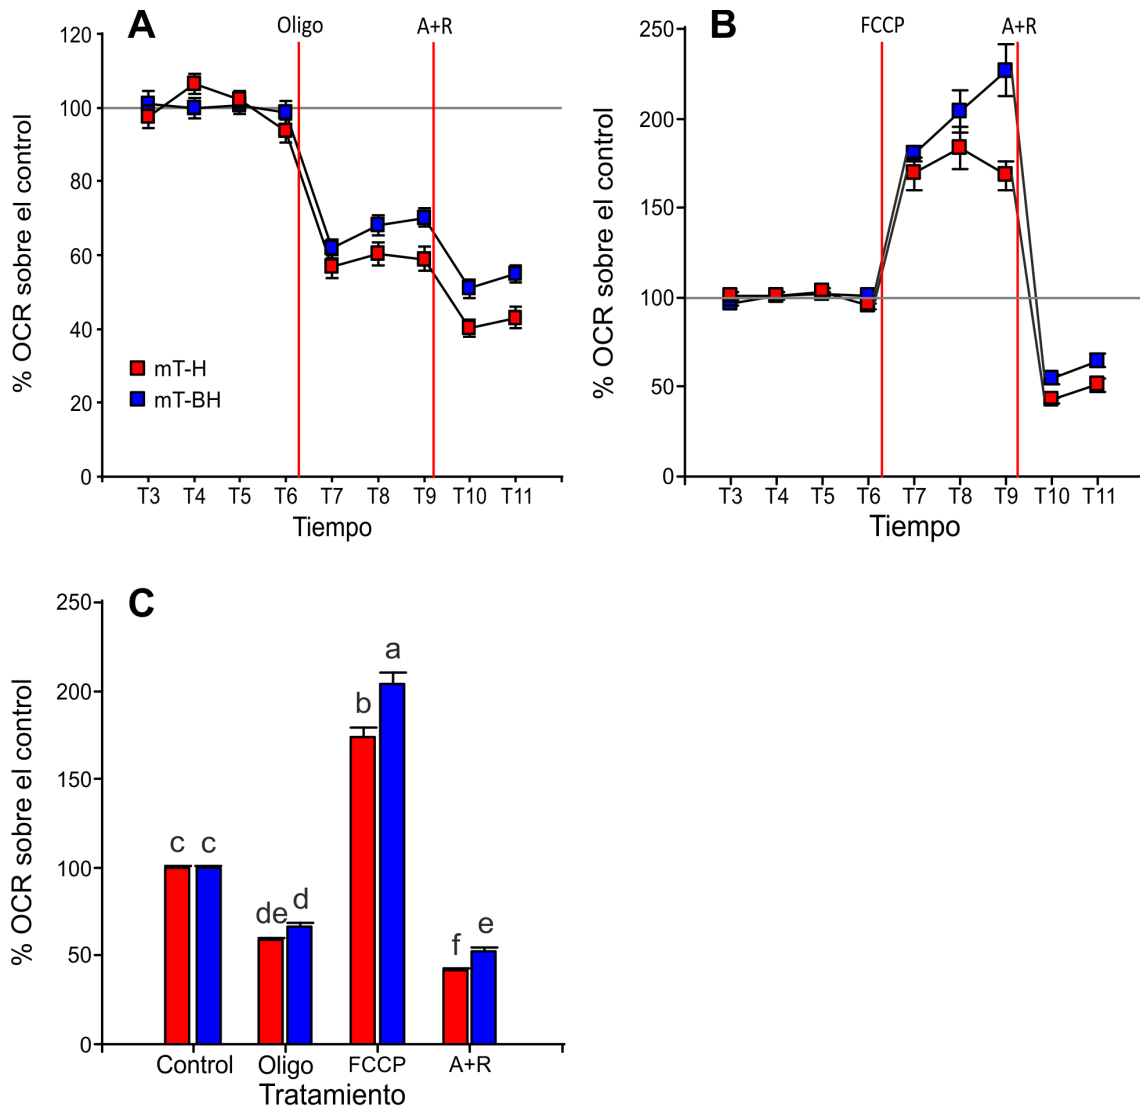 A
Oligo
A+R
120
100
80
60
40
20
0
% OCR sobre el control
mT-H
mT-BH
T3 T4 T5 T6 T7 T8 T9 T10 T11
Tiempo
B
FCCP
A+R
250
200
150
100
50
0
% OCR sobre el control
T3 T4 T5 T6 T7 T8 T9 T10 T11
Tiempo
C
250
200
150
100
50
0
% OCR sobre el control
c c
de d
b a
f e
Control Oligo FCCP A+R
Tratamiento